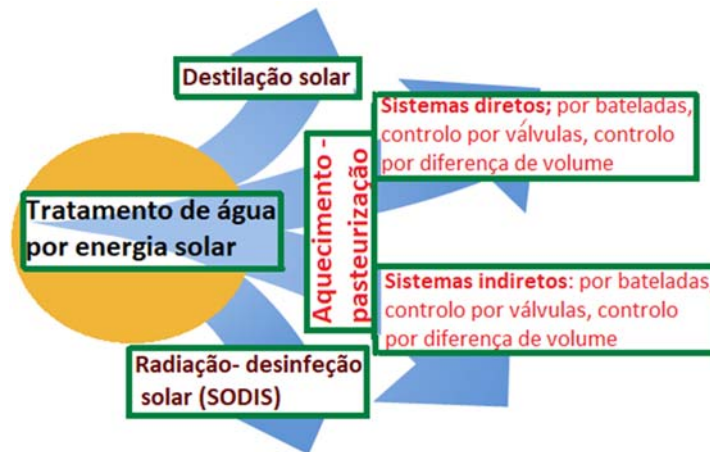 Destilação solar
Sistemas diretos; por bateladas,
controlo por válvulas, controlo
por diferença de volume
Tratamento de água
por energia solar
Aquecimento -
pasteurização
Sistemas indiretos: por bateladas,
controlo por válvulas, controlo
por diferença de volume
Radiação- desinfeção
solar (SODIS)